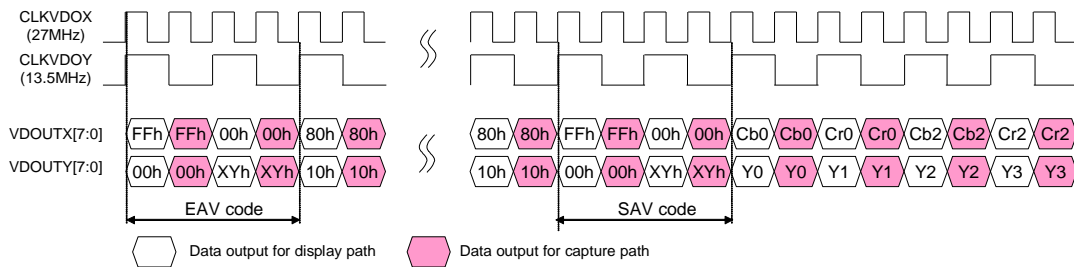 CLKVDOX
(27MHz)
CLKVDOY
(13.5MHz)
VDOUTX[7:0] FFh FFh 00h 00h 80h 80h 80h 80h FFh FFh 00h 00h Cb0 Cb0 Cr0 Cr0 Cb2 Cb2 Cr2 Cr2
VDOUTY[7:0] 00h 00h XYh XYh 10h 10h 10h 10h 00h 00h XYh XYh Y0 Y0 Y1 Y1 Y2 Y2 Y3 Y3
EAV code SAV code
Data output for display path Data output for capture path